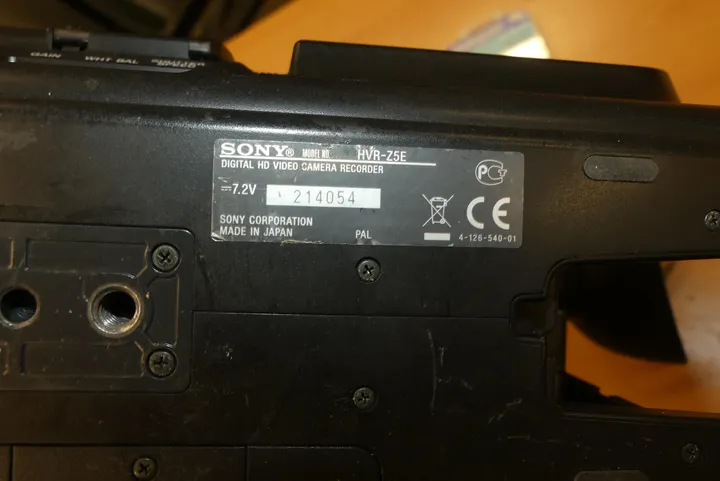 GAIN WHT BAL
SONY® MODEL NO. HVR-Z5E
DIGITAL HD VIDEO CAMERA RECORDER
7.2V 214054
SONY CORPORATION
MADE IN JAPAN PAL
CE
4-126-540-01